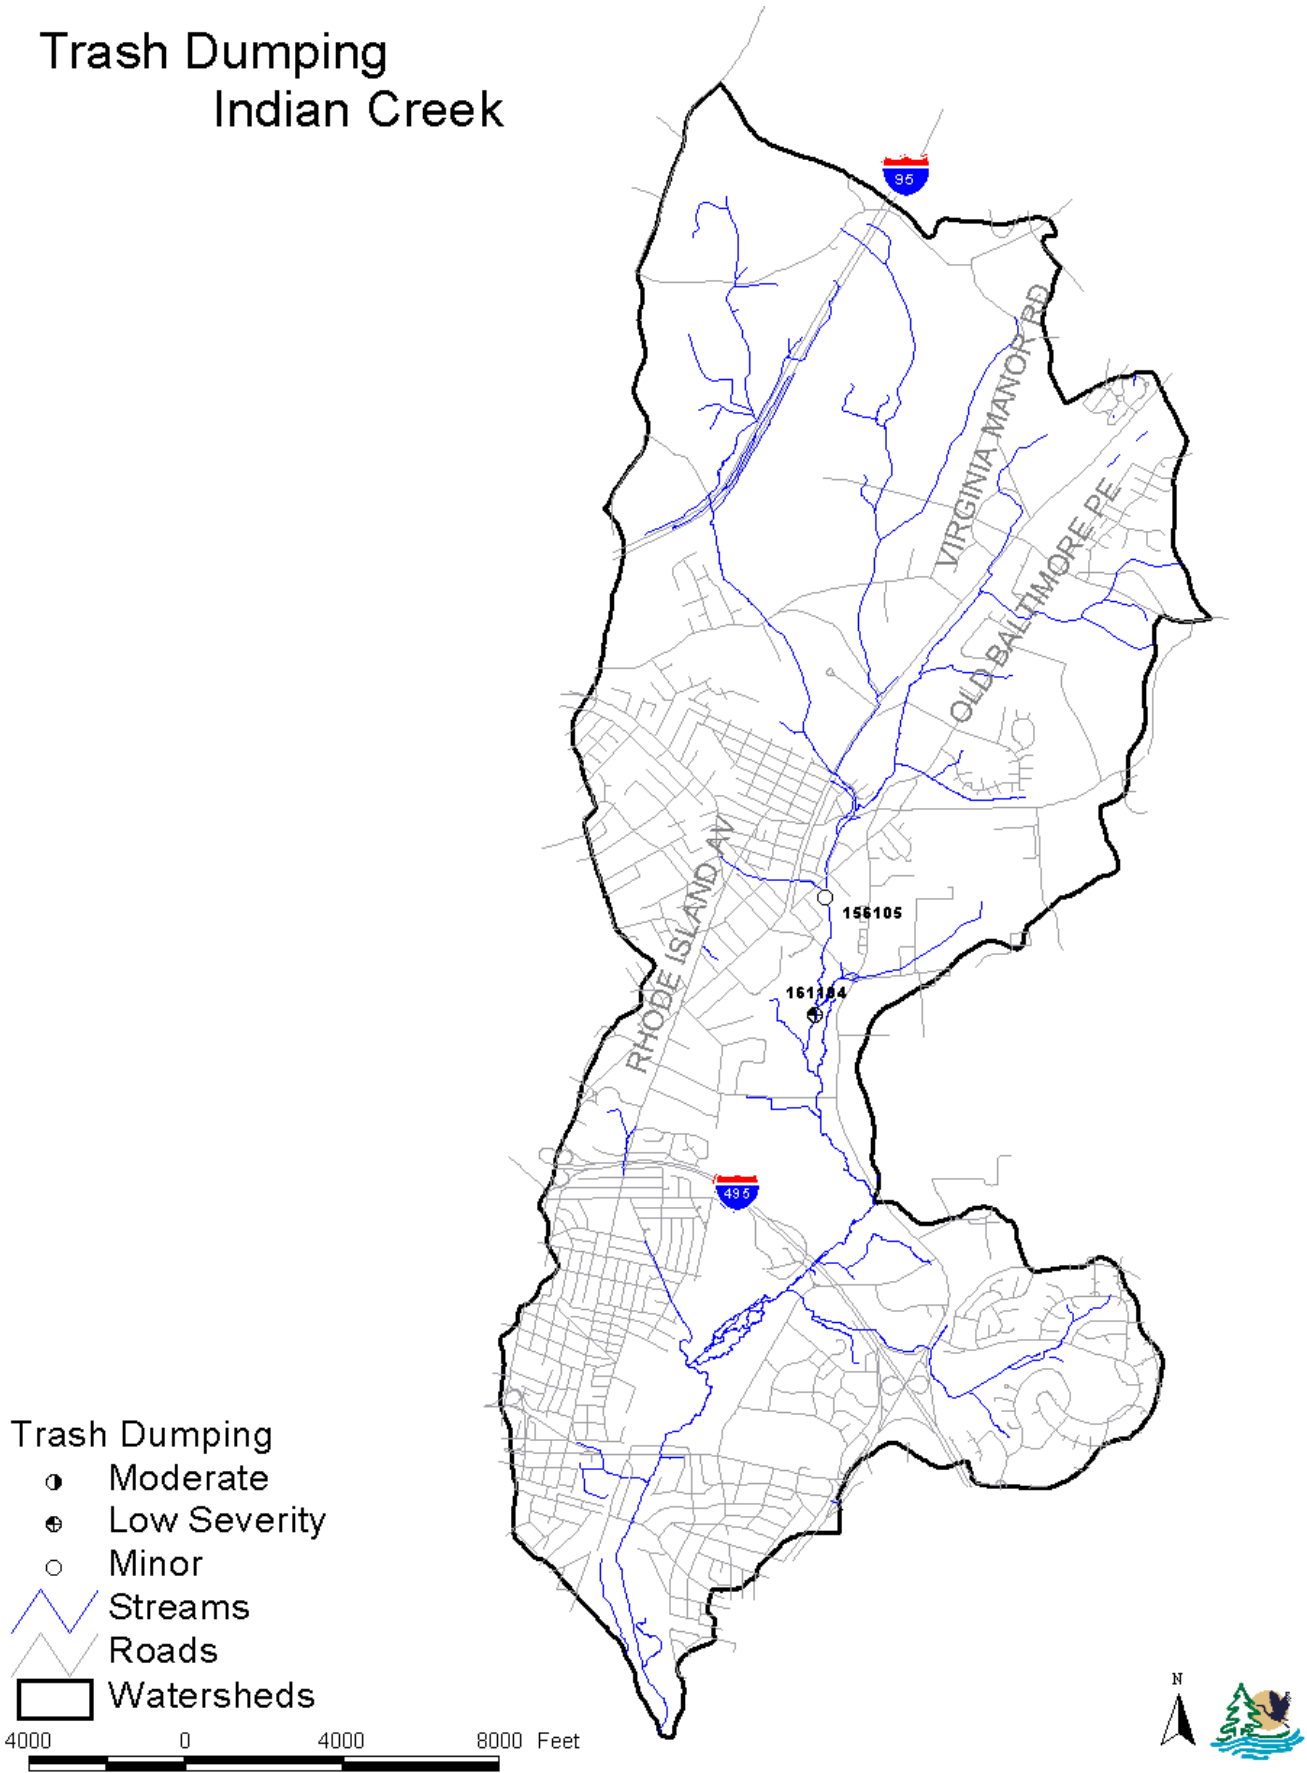 Trash Dumping
Indian Creek
95
VIRGINIA MANOR RD
OLD BALTIMORE PE
RHODE ISLAND AV
156105
161104
495
Trash Dumping
Moderate
Low Severity
Minor
Streams
Roads
Watersheds
4000 0 4000 8000 Feet
N